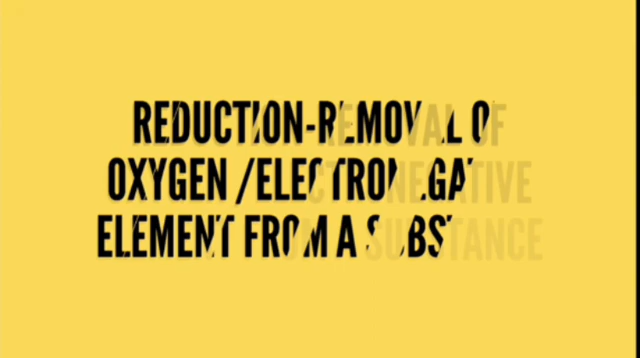 REDUCTION-REMOVAL OF
OXYGEN /ELECTRONEGATIVE
ELEMENT FROM A SUBSTANCE